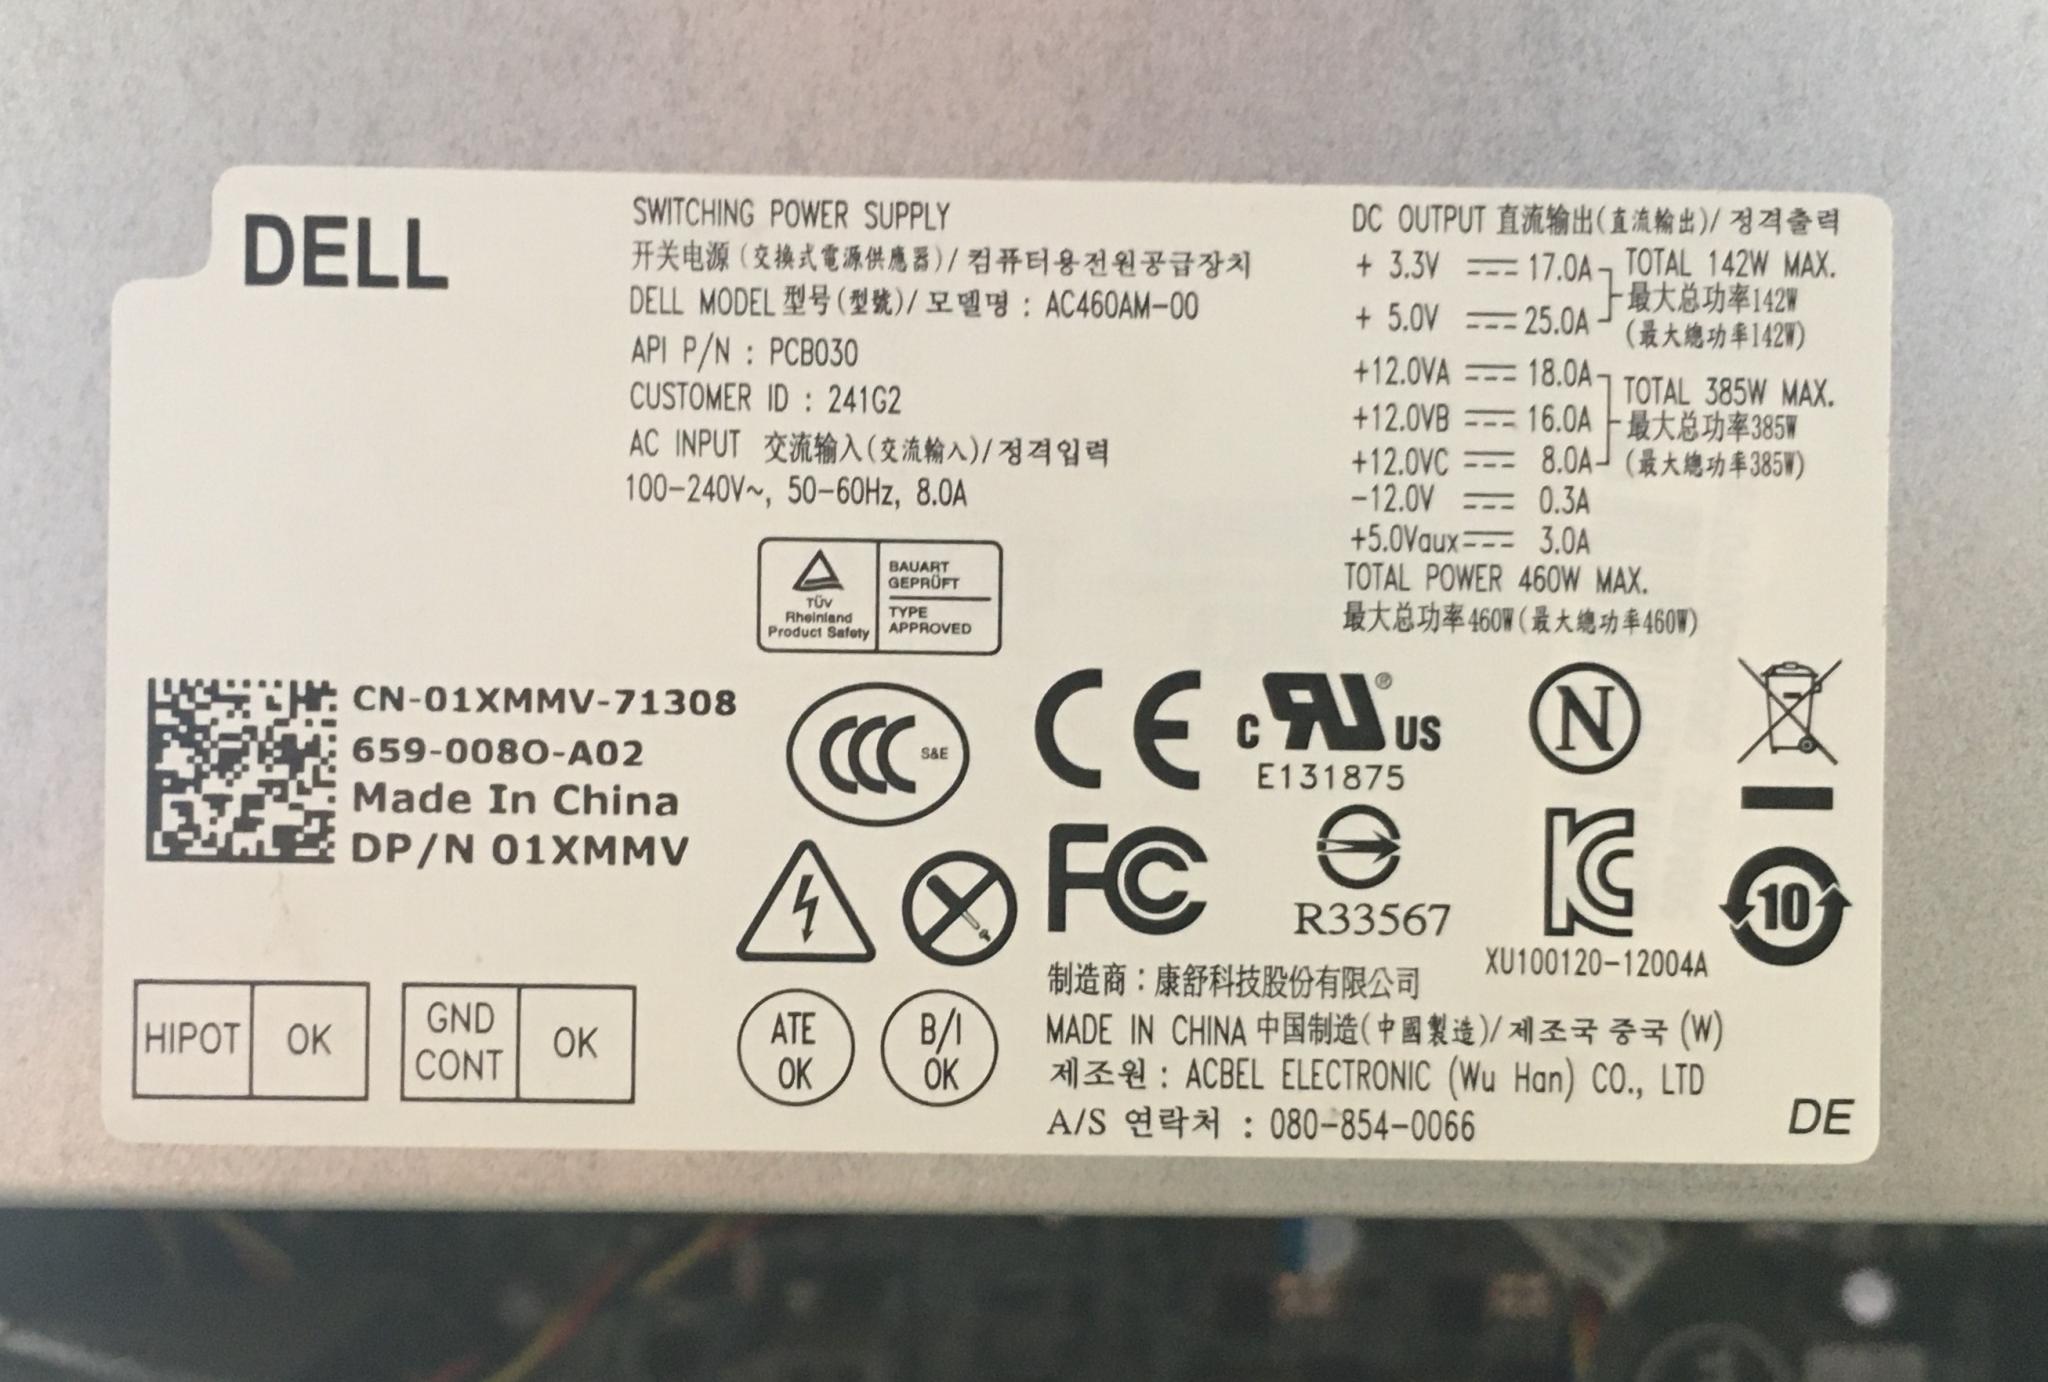 DELL
SWITCHING POWER SUPPLY
开关电源(交換式電源供應器)/컴퓨터용전원공급장치
DELL MODEL 型号(型號)/모델명 : AC460AM-00
API P/N : PCB030
CUSTOMER ID : 241G2
AC INPUT 交流输入(交流輸入)/정격입력
100-240V~, 50-60Hz, 8.0A
DC OUTPUT 直流输出(直流輸出)/정격출력
+ 3.3V 17.0A
+ 5.0V 25.0A
TOTAL 142W MAX.
最大总功率142W
(最大總功率142W)
+12.0VA 18.0A
+12.0VB 16.0A
+12.0VC 8.0A
TOTAL 385W MAX.
最大总功率385W
(最大總功率385W)
-12.0V 0.3A
+5.0Vaux 3.0A
TOTAL POWER 460W MAX.
最大总功率460W(最大總功率460W)
TÜV
Rheinland
Product Safety
BAUART
GEPRÜFT
TYPE
APPROVED
CN-01XMMV-71308
659-008O-A02
Made In China
DP/N 01XMMV
CCC S&E
CE
c RU ® US
E131875
N
FC
R33567
KC
XU100120-12004A
10
HIPOT OK
GND
CONT
OK
ATE
OK
B/I
OK
制造商：康舒科技股份有限公司
MADE IN CHINA 中国制造(中國製造)/제조국 중국 (W)
제조원 : ACBEL ELECTRONIC (Wu Han) CO., LTD
A/S 연락처 : 080-854-0066
DE